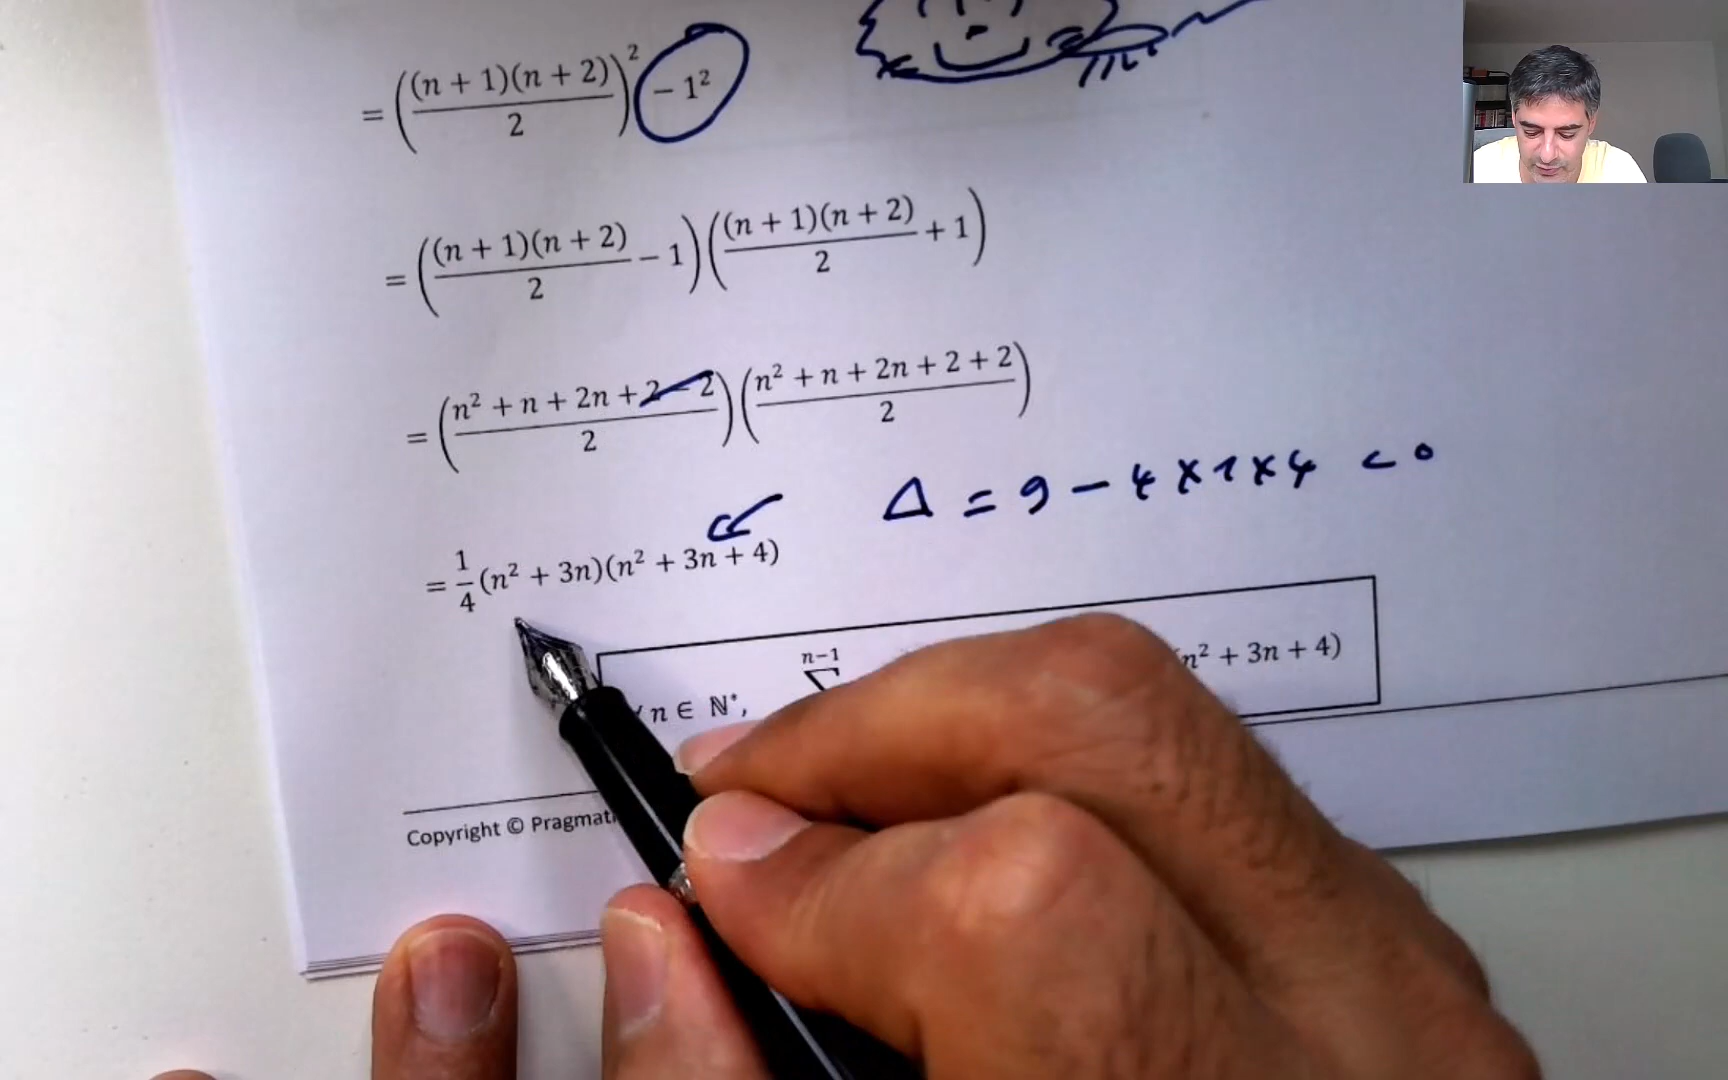 = ((n + 1)(n + 2)/2)² − 1²
= ((n + 1)(n + 2)/2 − 1)((n + 1)(n + 2)/2 + 1)
= ((n² + n + 2n + 2 − 2)/2)((n² + n + 2n + 2 + 2)/2)
Δ = 9 − 4 × 1 × 4 < 0
= 1/4 (n² + 3n)(n² + 3n + 4)
n ∈ ℕ*, n−1 ∑ n² + 3n + 4)
Copyright ©